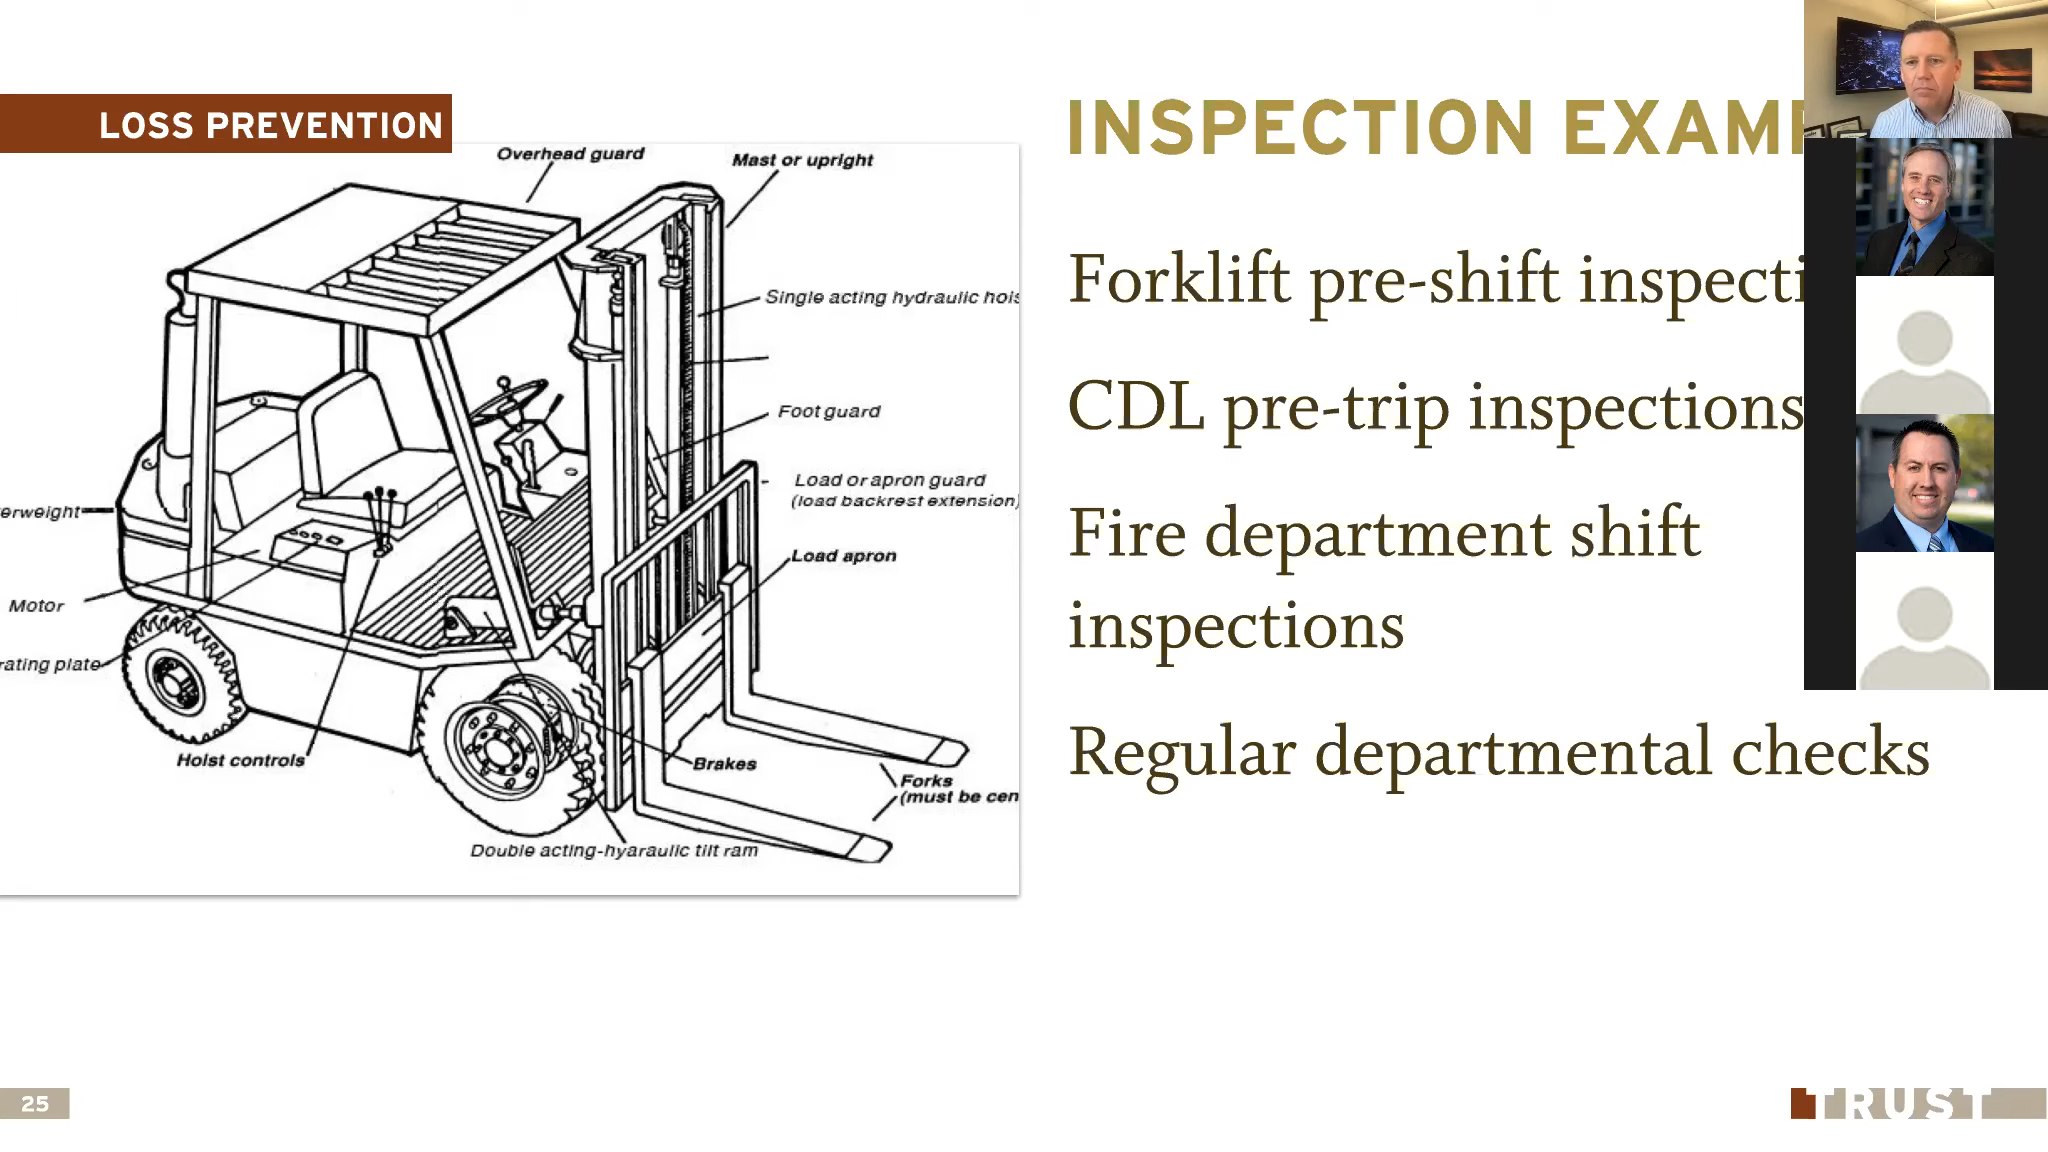 LOSS PREVENTION
INSPECTION EXAM
Forklift pre-shift inspecti
CDL pre-trip inspections
Fire department shift
inspections
Regular departmental checks
Overhead guard
Mast or upright
Single acting hydraulic hois
Foot guard
Load or apron guard
(load backrest extension)
Load apron
erweight
Motor
rating plate
Hoist controls
Brakes
Forks
(must be cen
Double acting-hyaraulic tilt ram
25
TRUST